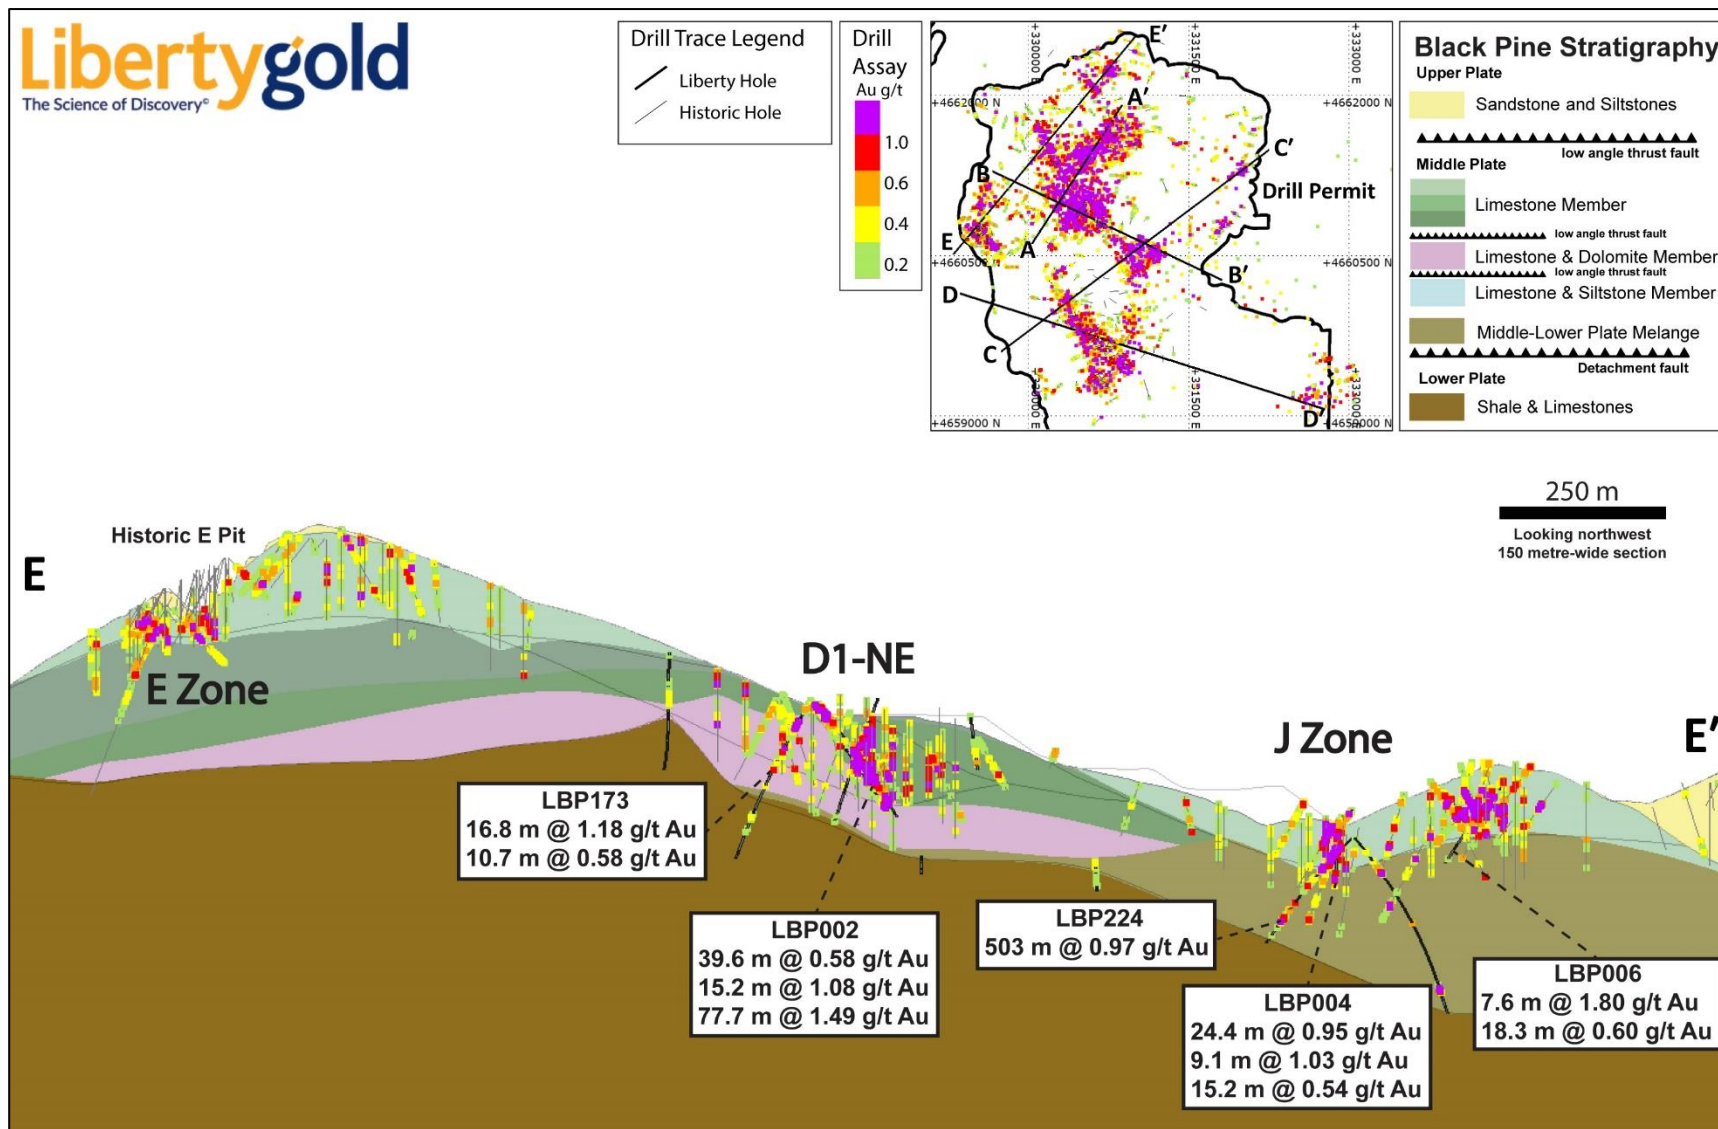 Libertygold
The Science of Discovery©
Drill Trace Legend
Liberty Hole
Historic Hole
Drill
Assay
Au g/t
1.0
0.6
0.4
0.2
+330000 E
+331500 E
+333000 E
E'
+4662000 N
+4662000 N
A'
C'
B
Drill Permit
E
A
+4660500 N
+4660500 N
B'
D
C
D'
+4659000 N
+4659000 N
Black Pine Stratigraphy
Upper Plate
Sandstone and Siltstones
low angle thrust fault
Middle Plate
Limestone Member
low angle thrust fault
Limestone & Dolomite Member
low angle thrust fault
Limestone & Siltstone Member
Middle-Lower Plate Melange
Detachment fault
Lower Plate
Shale & Limestones
250 m
Looking northwest
150 metre-wide section
Historic E Pit
E
E Zone
D1-NE
J Zone
E'
LBP173
16.8 m @ 1.18 g/t Au
10.7 m @ 0.58 g/t Au
LBP002
39.6 m @ 0.58 g/t Au
15.2 m @ 1.08 g/t Au
77.7 m @ 1.49 g/t Au
LBP224
503 m @ 0.97 g/t Au
LBP004
24.4 m @ 0.95 g/t Au
9.1 m @ 1.03 g/t Au
15.2 m @ 0.54 g/t Au
LBP006
7.6 m @ 1.80 g/t Au
18.3 m @ 0.60 g/t Au